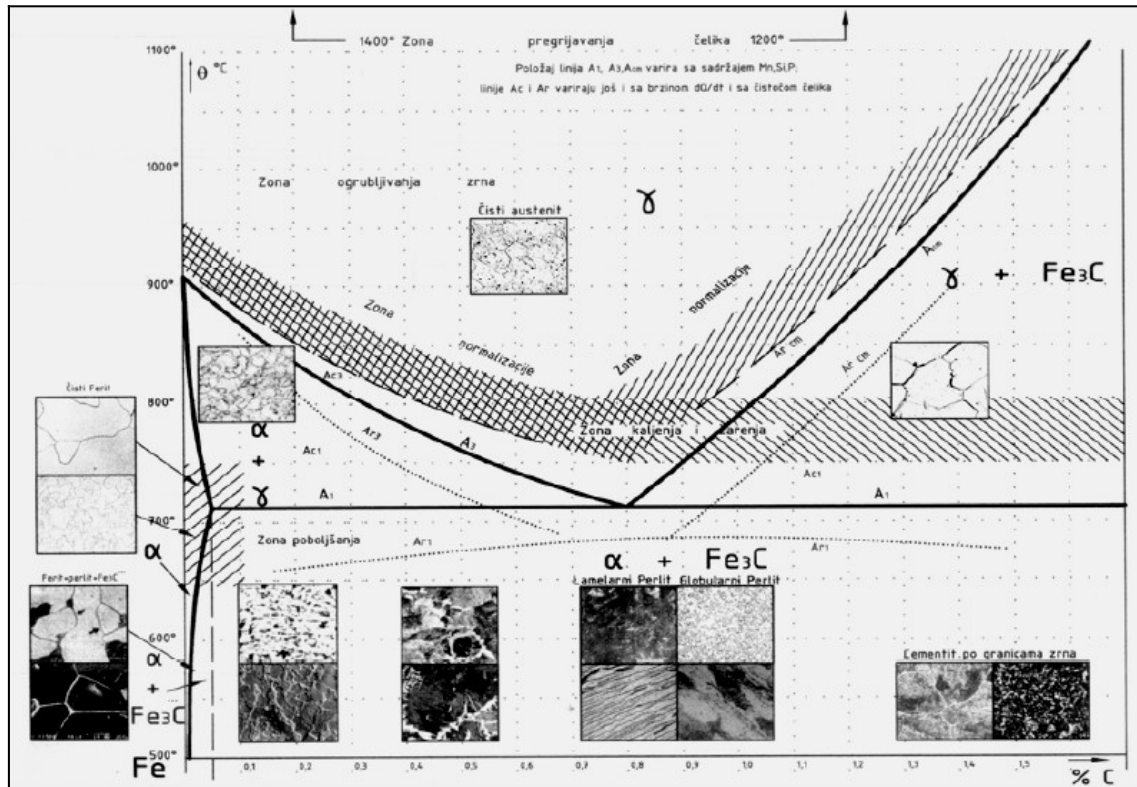 1400° Zona pregrijavanja čelika 1200°
1100°
θ °C
Položaj linija A1, A3, Acm varira sa sadržajem Mn,Si,P;
linije Ac i Ar variraju još i sa brzinom dQ/dt i sa čistoćom čelika
1000°
Zona ogrubljivanja zrna
Čisti austenit
γ
900°
Zona normalizacije
Zona normalizacije
Acm
γ + Fe3C
Ar cm
Ar cm
800°
Čisti Ferit
Ac3
Ar3
A3
Zona kaljenja i žarenja
α
+
γ
Ac1
Ac1
A1
A1
700°
α
Zona poboljšanja
Ar1
Ar1
α + Fe3C
Lamelarni Perlit
Globularni Perlit
Ferit+perlit+Fe3C
600°
α
+
Fe3C
Cementit po granicama zrna
500°
Fe
0,1
0,2
0,3
0,4
0,5
0,6
0,7
0,8
0,9
1,0
1,1
1,2
1,3
1,4
1,5
% C